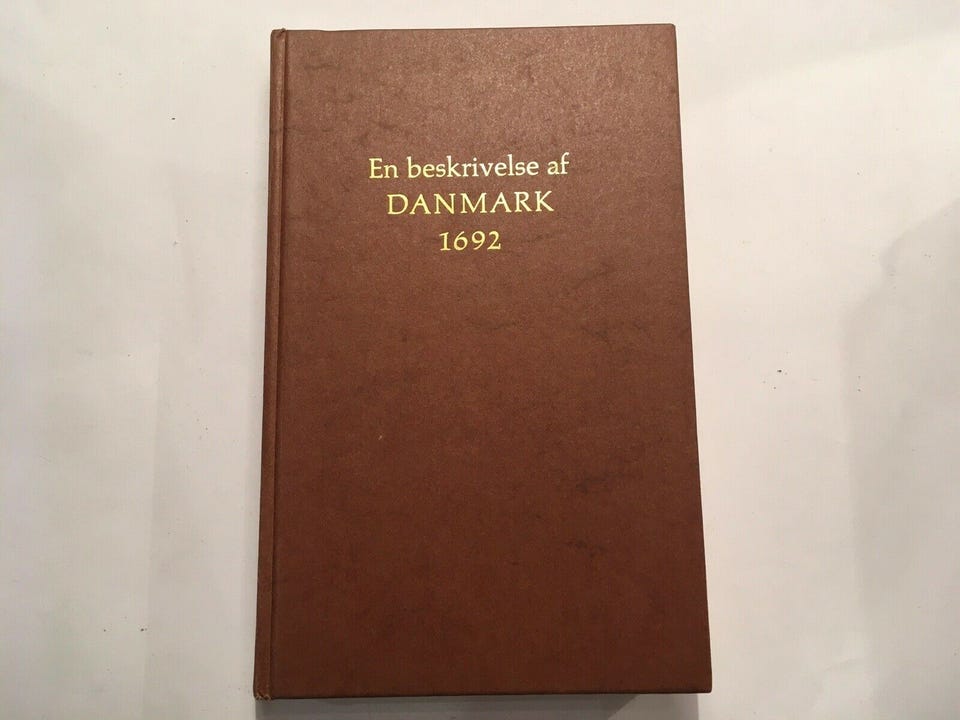 En beskrivelse af
DANMARK
1692